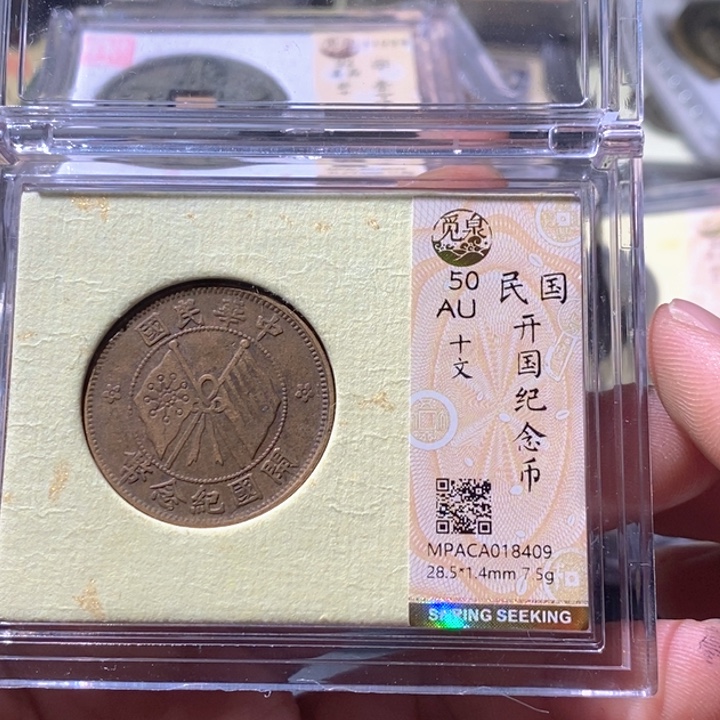 中華民國
開國紀念幣
觅泉
50
AU
十文
民国
开国纪念币
MPACA018409
28.5*1.4mm 7.5g
SPRING SEEKING